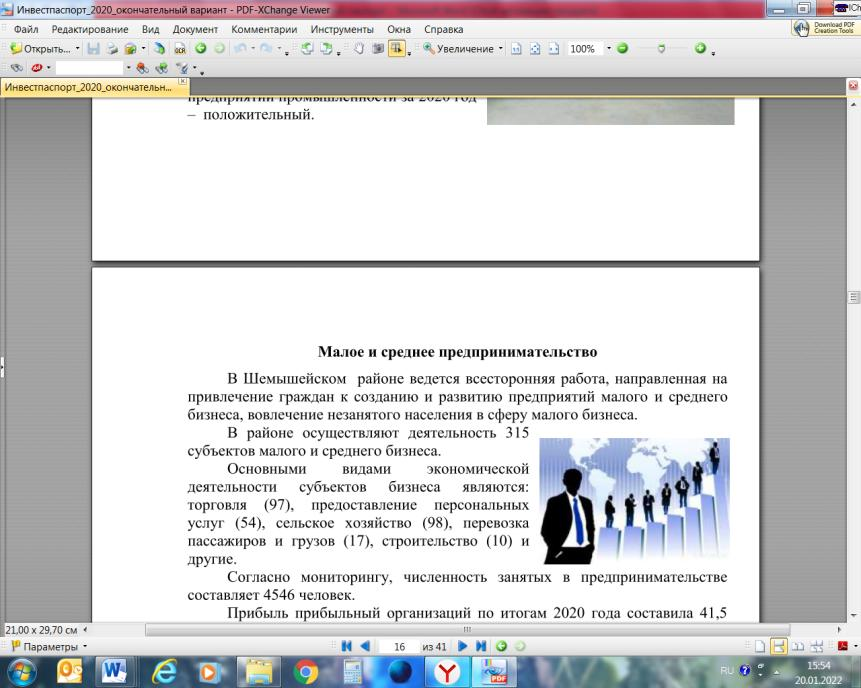 Инвестпаспорт_2020_окончательный вариант - PDF-XChange Viewer
Файл Редактирование Вид Документ Комментарии Инструменты Окна Справка
Download PDF
Creation Tools
Открыть... OCR Увеличение 100%
Инвестпаспорт_2020_окончательн...
предприятий промышленности за 2020 год
– положительный.
Малое и среднее предпринимательство
В Шемышейском районе ведется всесторонняя работа, направленная на
привлечение граждан к созданию и развитию предприятий малого и среднего
бизнеса, вовлечение незанятого населения в сферу малого бизнеса.
В районе осуществляют деятельность 315
субъектов малого и среднего бизнеса.
Основными видами экономической
деятельности субъектов бизнеса являются:
торговля (97), предоставление персональных
услуг (54), сельское хозяйство (98), перевозка
пассажиров и грузов (17), строительство (10) и
другие.
Согласно мониторингу, численность занятых в предпринимательстве
составляет 4546 человек.
Прибыль прибыльный организаций по итогам 2020 года составила 41,5
21,00 x 29,70 см
Параметры 16 из 41
RU 15:54
20.01.2022